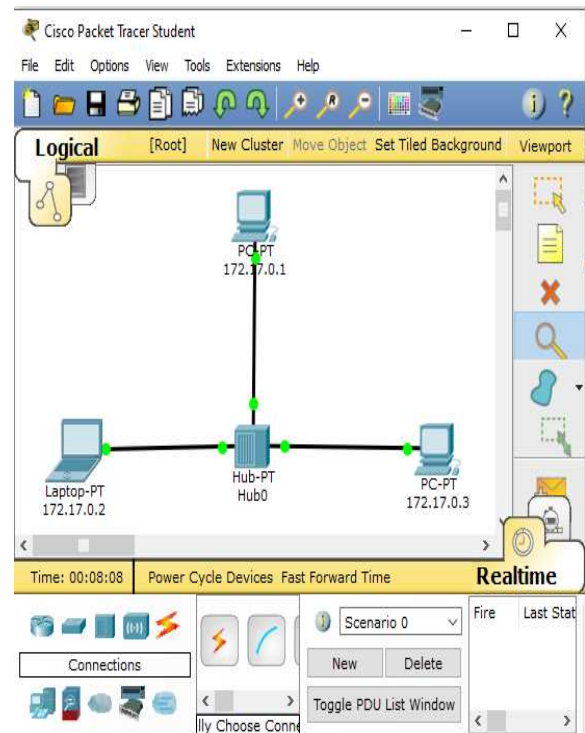 Cisco Packet Tracer Student
File Edit Options View Tools Extensions Help
Logical [Root] New Cluster Move Object Set Tiled Background Viewport
PC-PT
172.17.0.1
Laptop-PT
172.17.0.2
Hub-PT
Hub0
PC-PT
172.17.0.3
Time: 00:08:08 Power Cycle Devices Fast Forward Time Realtime
Connections
Scenario 0
New Delete
Toggle PDU List Window
Fire Last Stat
lly Choose Conne